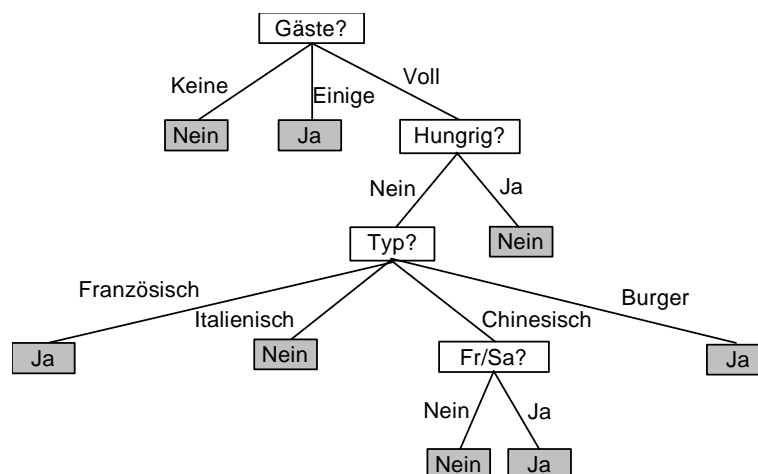 Gäste?
Keine
Einige
Voll
Nein
Ja
Hungrig?
Nein
Ja
Typ?
Nein
Französisch
Italienisch
Chinesisch
Burger
Ja
Nein
Fr/Sa?
Ja
Nein
Ja
Nein
Ja